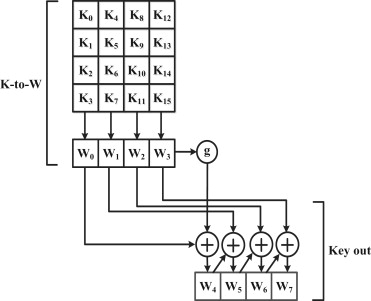 K₀ K₄ K₈ K₁₂
K₁ K₅ K₉ K₁₃
K₂ K₆ K₁₀ K₁₄
K₃ K₇ K₁₁ K₁₅
K-to-W
W₀ W₁ W₂ W₃ g
Key out
W₄ W₅ W₆ W₇